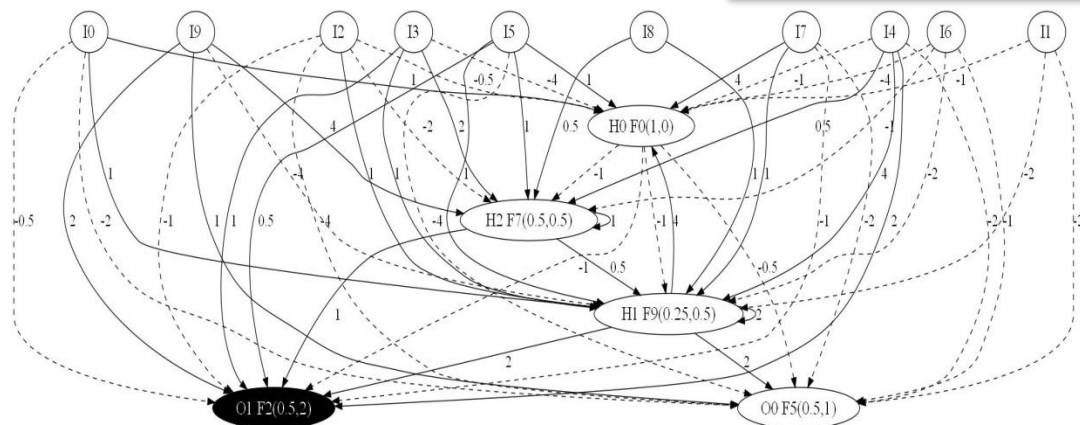 I0 I9 I2 I3 I5 I8 I7 I4 I6 I1
1 -0.5 -4 1 4 -1 -4 -1
H0 F0(1,0)
4 -2 2 1 0.5 0.5 -1
1 -4 1 1 1 -1 1 1 4 -2 -2
-0.5 2 -2 -1 1 1 0.5 -4 -4 H2 F7(0.5,0.5) 1 -1 4 -1 -2 2 -2 -1 -2
-1 0.5 -0.5
1 H1 F9(0.25,0.5) 2
2 2
O1 F2(0.5,2) O0 F5(0.5,1)